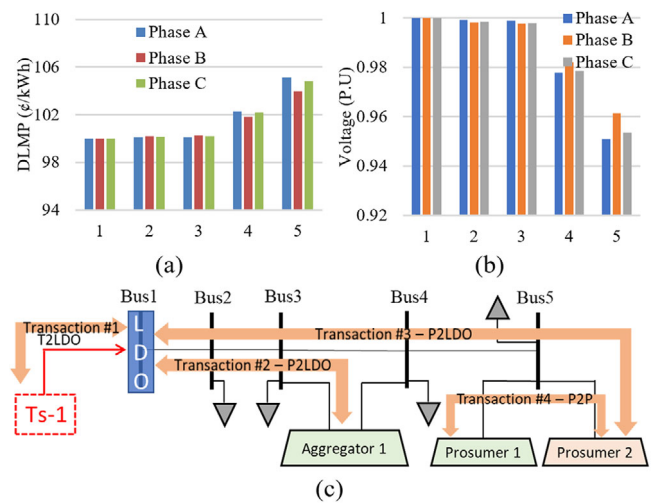 110
106
102
98
94
DLMP (¢/kWh)
Phase A
Phase B
Phase C
1 2 3 4 5
(a)
1
0.98
0.96
0.94
0.92
Voltage (P.U)
Phase A
Phase B
Phase C
1 2 3 4 5
(b)
Bus1 Bus2 Bus3 Bus4 Bus5
Transaction #1
T2LDO
LDO
Transaction #3 – P2LDO
Transaction #2 – P2LDO
Transaction #4 – P2P
Ts-1
Aggregator 1
Prosumer 1
Prosumer 2
(c)